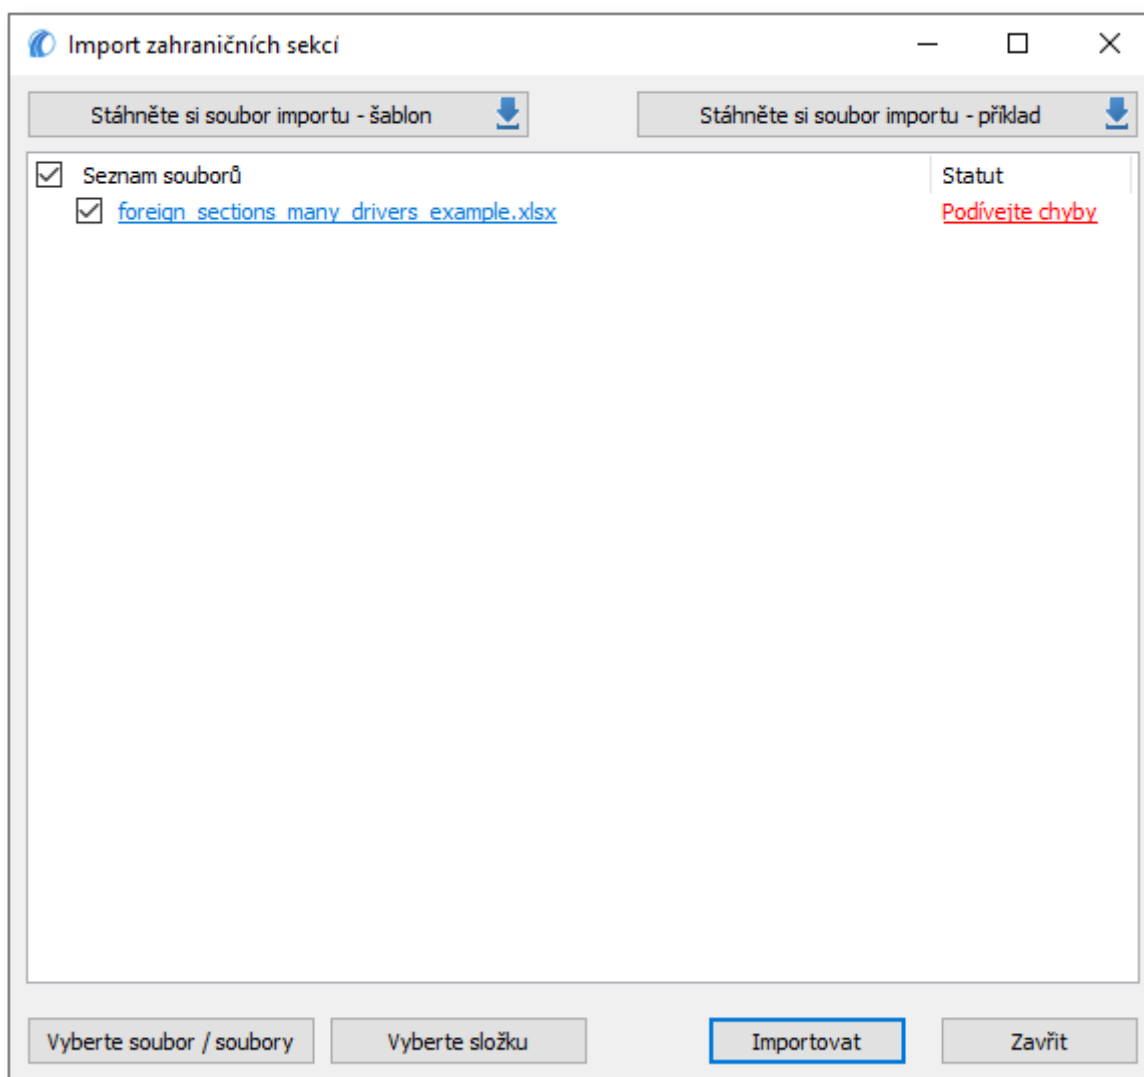 Import zahraničních sekcí
Stáhněte si soubor importu - šablon
Stáhněte si soubor importu - příklad
Seznam souborů Statut
foreign_sections_many_drivers_example.xlsx Podívejte chyby
Vyberte soubor / soubory Vyberte složku Importovat Zavřit